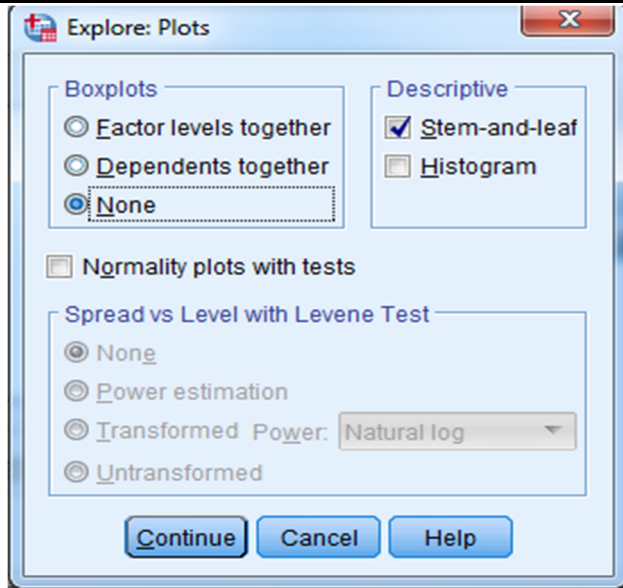 Explore: Plots
Boxplots
Factor levels together
Dependents together
None
Descriptive
Stem-and-leaf
Histogram
Normality plots with tests
Spread vs Level with Levene Test
None
Power estimation
Transformed Power: Natural log
Untransformed
Continue Cancel Help